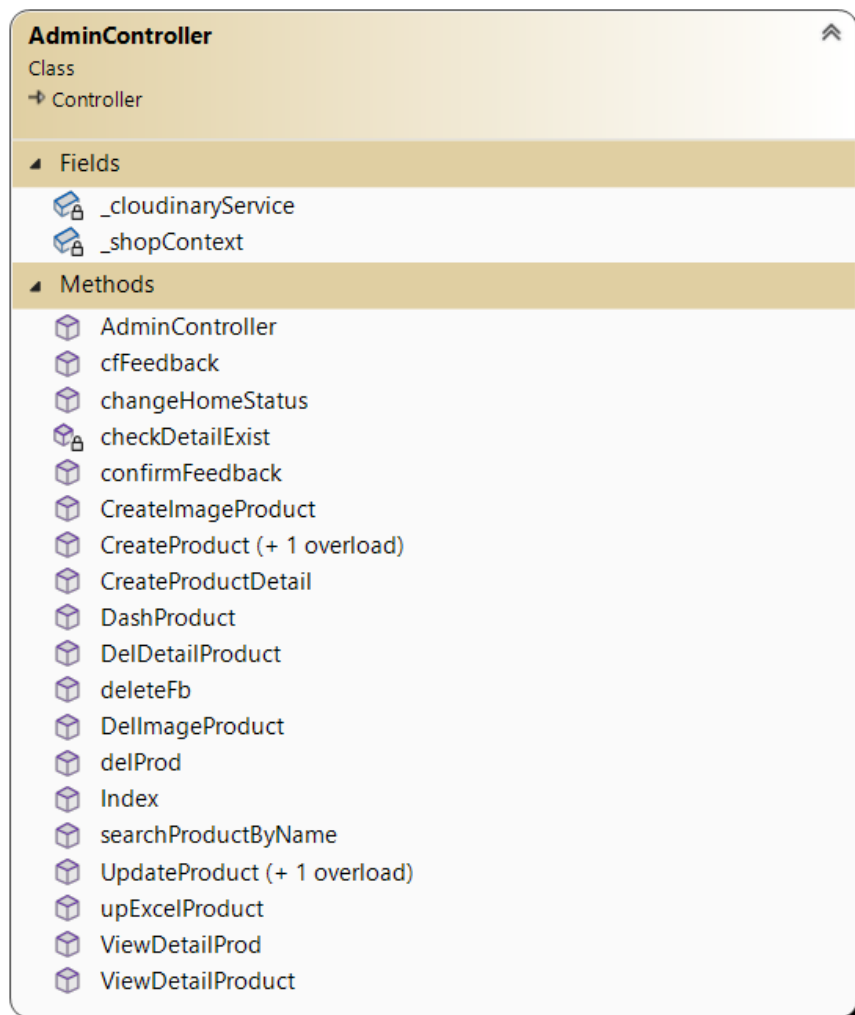 AdminController
Class
Controller
Fields
_cloudinaryService
_shopContext
Methods
AdminController
cfFeedback
changeHomeStatus
checkDetailExist
confirmFeedback
CreateImageProduct
CreateProduct (+ 1 overload)
CreateProductDetail
DashProduct
DelDetailProduct
deleteFb
DelImageProduct
delProd
Index
searchProductByName
UpdateProduct (+ 1 overload)
upExcelProduct
ViewDetailProd
ViewDetailProduct